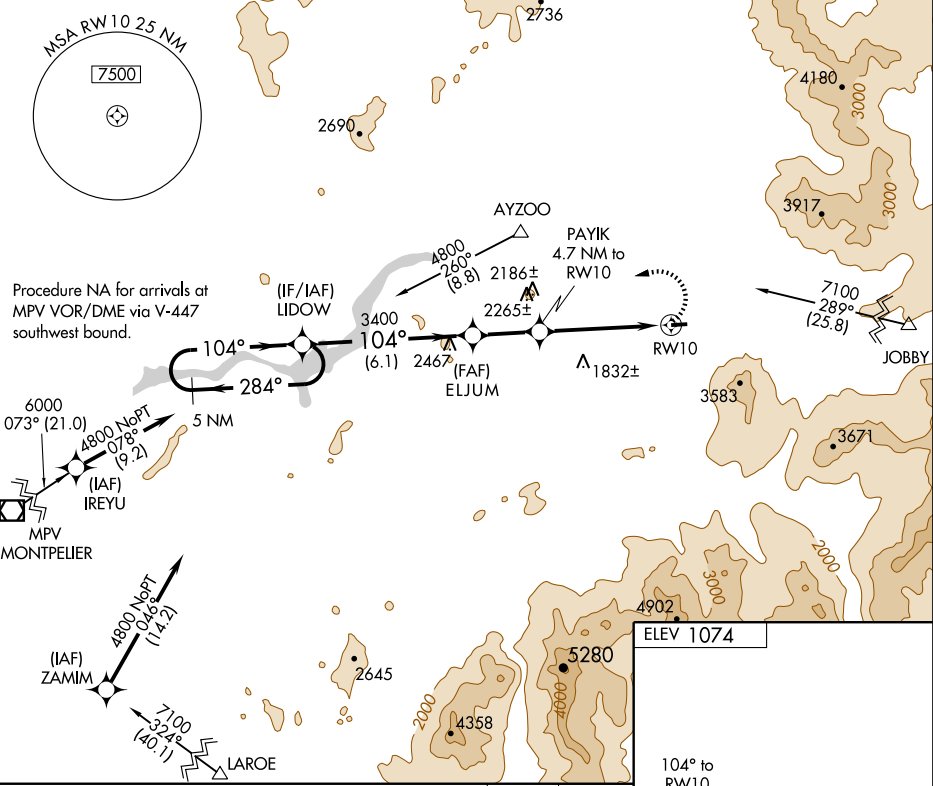 MSA RW10 25 NM
7500
2736
4180
3000
2690
3917
3000
AYZOO
4800
260°
(8.8)
PAYIK
4.7 NM to
RW10
2186±
2265±
7100
289°
(25.8)
JOBBY
Procedure NA for arrivals at
MPV VOR/DME via V-447
southwest bound.
(IF/IAF)
LIDOW
104°
284°
5 NM
3400
104°
(6.1)
2467
(FAF)
ELJUM
RW10
1832±
3583
3671
6000
073° (21.0)
4800 NoPT
078°
(9.2)
(IAF)
IREYU
MPV
MONTPELIER
2000
3000
4902
4800 NoPT
046°
(14.2)
(IAF)
ZAMIM
7100
324°
(40.1)
LAROE
2645
2000
4358
5280
4000
ELEV 1074
104° to
RW10